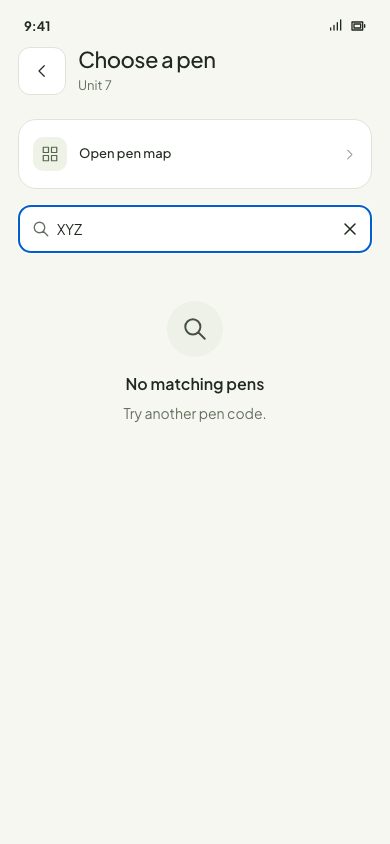 9:41
Choose a pen
Unit 7
Open pen map
XYZ
No matching pens
Try another pen code.